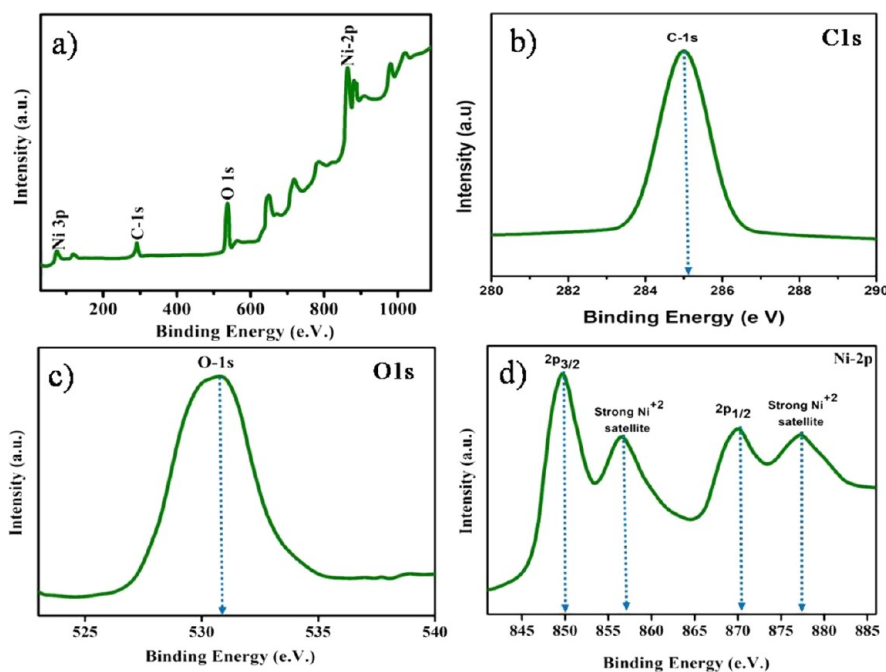 a)
Ni 3p
C-1s
O 1s
Ni-2p
Intensity (a.u.)
200 400 600 800 1000
Binding Energy (e.V.)
b)
C1s
C-1s
Intensity (a.u)
280 282 284 286 288 290
Binding Energy (e V)
c)
O1s
O-1s
Intensity (a.u.)
525 530 535 540
Binding Energy (e.V.)
d)
Ni-2p
2p3/2
Strong Ni+2
satellite
2p1/2
Strong Ni+2
satellite
Intensity (a.u.)
845 850 855 860 865 870 875 880 885
Binding Energy (e.V.)